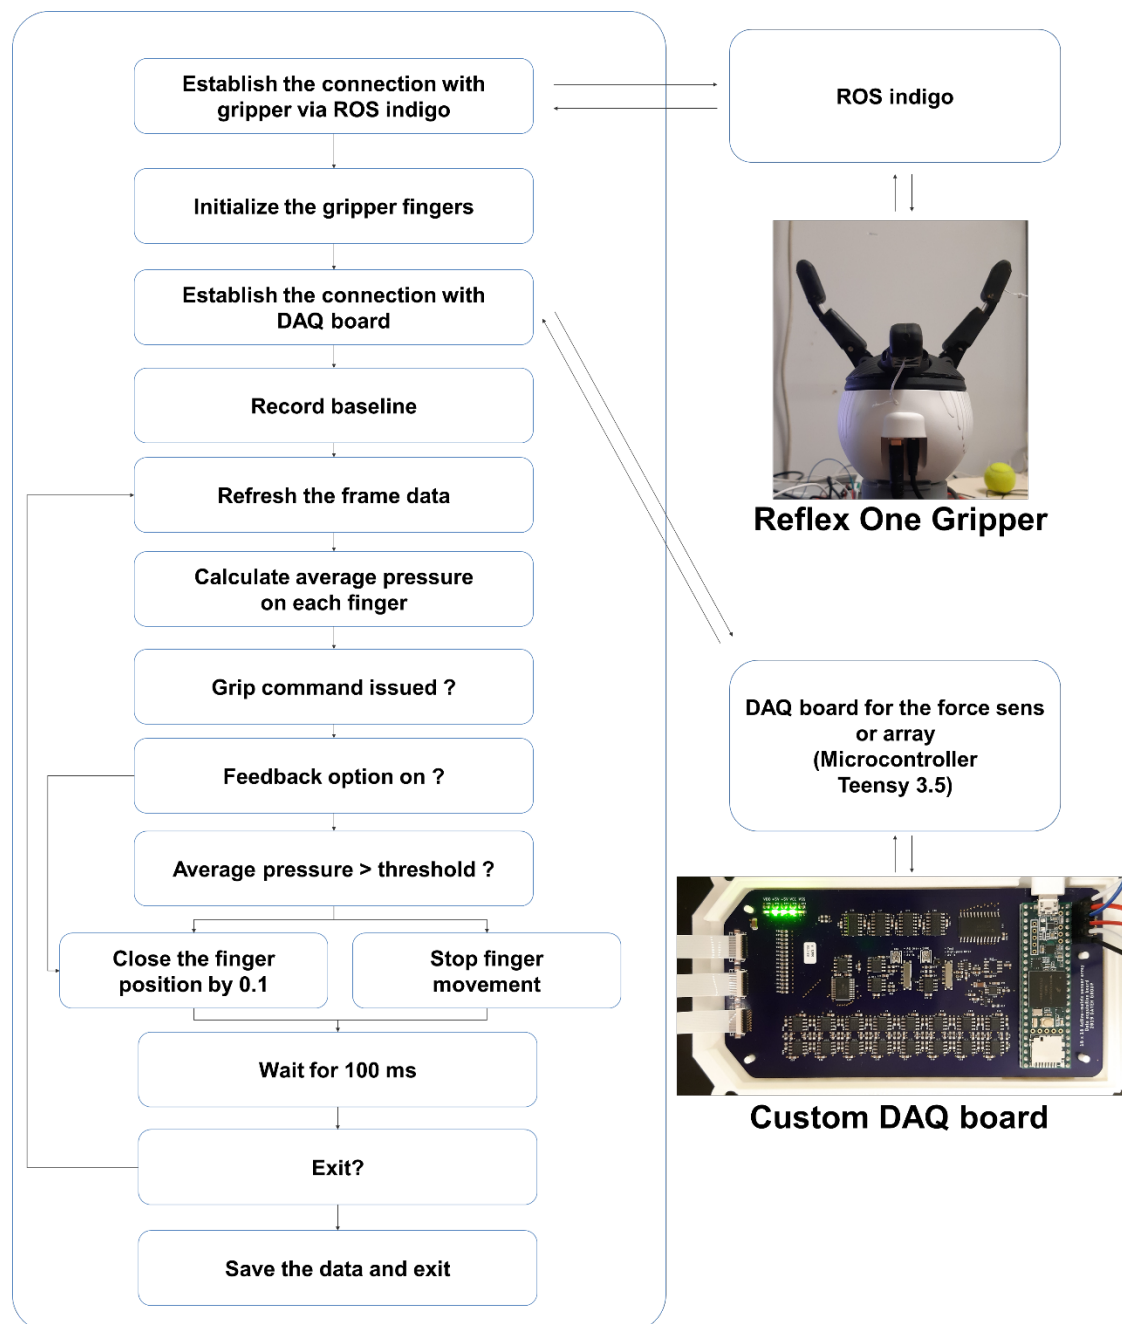 Establish the connection with
gripper via ROS indigo
Initialize the gripper fingers
Establish the connection with
DAQ board
Record baseline
Refresh the frame data
Calculate average pressure
on each finger
Grip command issued ?
Feedback option on ?
Average pressure > threshold ?
Close the finger
position by 0.1
Stop finger
movement
Wait for 100 ms
Exit?
Save the data and exit
ROS indigo
Reflex One Gripper
DAQ board for the force sens
or array
(Microcontroller
Teensy 3.5)
Custom DAQ board